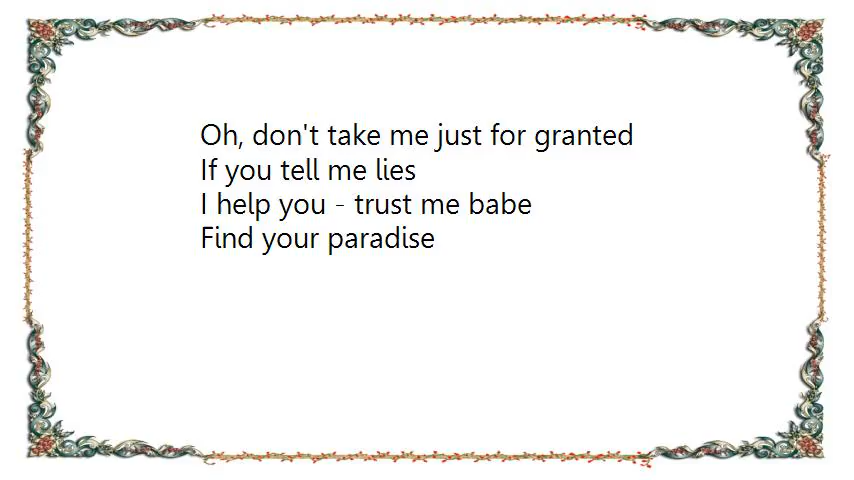 Oh, don't take me just for granted
If you tell me lies
I help you - trust me babe
Find your paradise